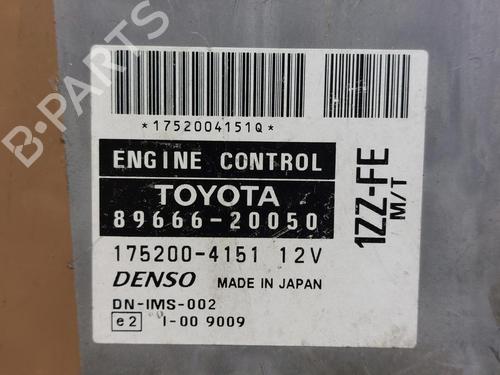 *1752004151Q*
ENGINE CONTROL
TOYOTA
89666-20050
175200-4151 12V
DENSO MADE IN JAPAN
DN-IMS-002
e2 I-00 9009
1ZZ-FE
M/T
B-PARTS